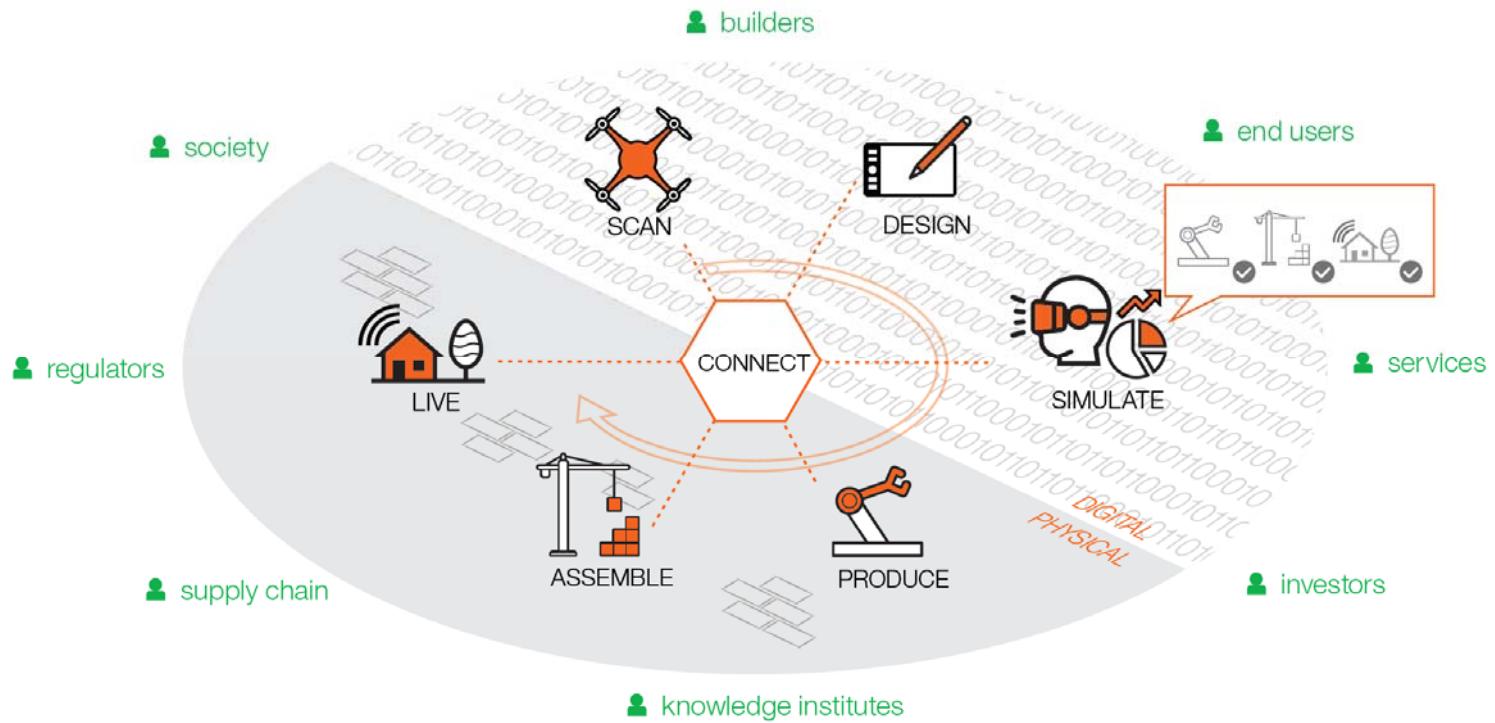 builders
society
end users
SCAN
DESIGN
regulators
LIVE
CONNECT
SIMULATE
services
DIGITAL
PHYSICAL
ASSEMBLE
PRODUCE
supply chain
investors
knowledge institutes